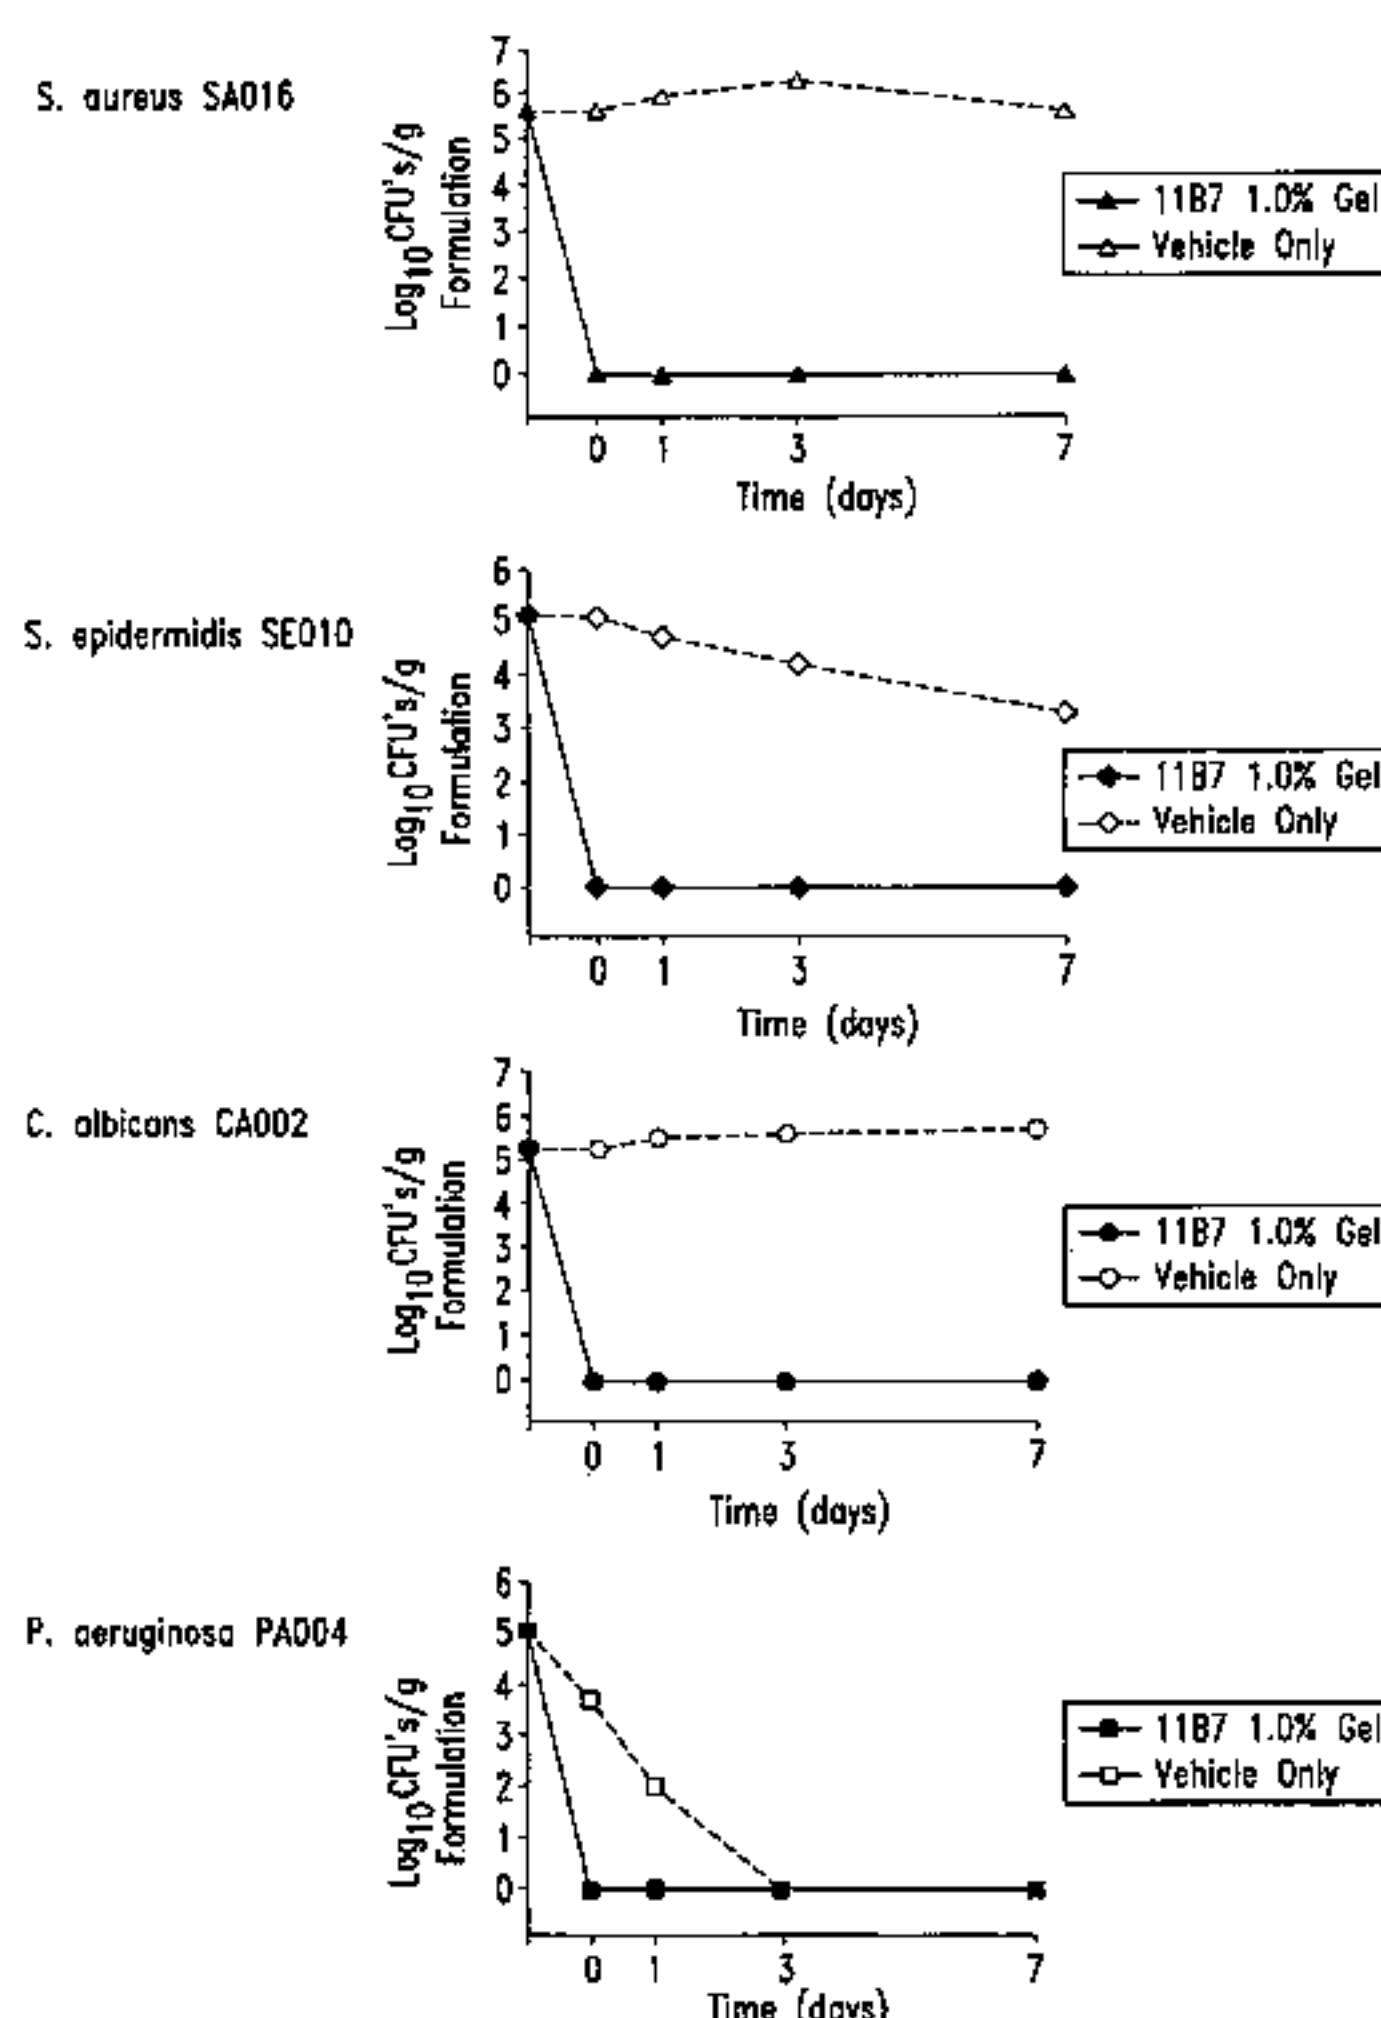 S. aureus SA016
Log10CFU's/g
Formulation
7
6
5
4
3
2
1
0
0 1 3 7
Time (days)
11B7 1.0% Gel
Vehicle Only
S. epidermidis SE010
Log10CFU's/g
Formulation
6
5
4
3
2
1
0
0 1 3 7
Time (days)
11B7 1.0% Gel
Vehicle Only
C. albicans CA002
Log10CFU's/g
Formulation
7
6
5
4
3
2
1
0
0 1 3 7
Time (days)
11B7 1.0% Gel
Vehicle Only
P. aeruginosa PA004
Log10CFU's/g
Formulation
6
5
4
3
2
1
0
0 1 3 7
Time (days)
11B7 1.0% Gel
Vehicle Only